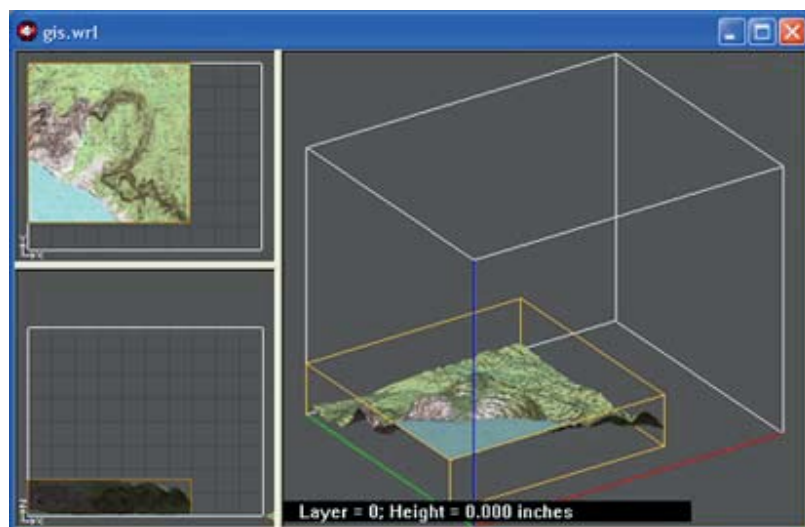 gis.wrl
Layer = 0; Height = 0.000 inches